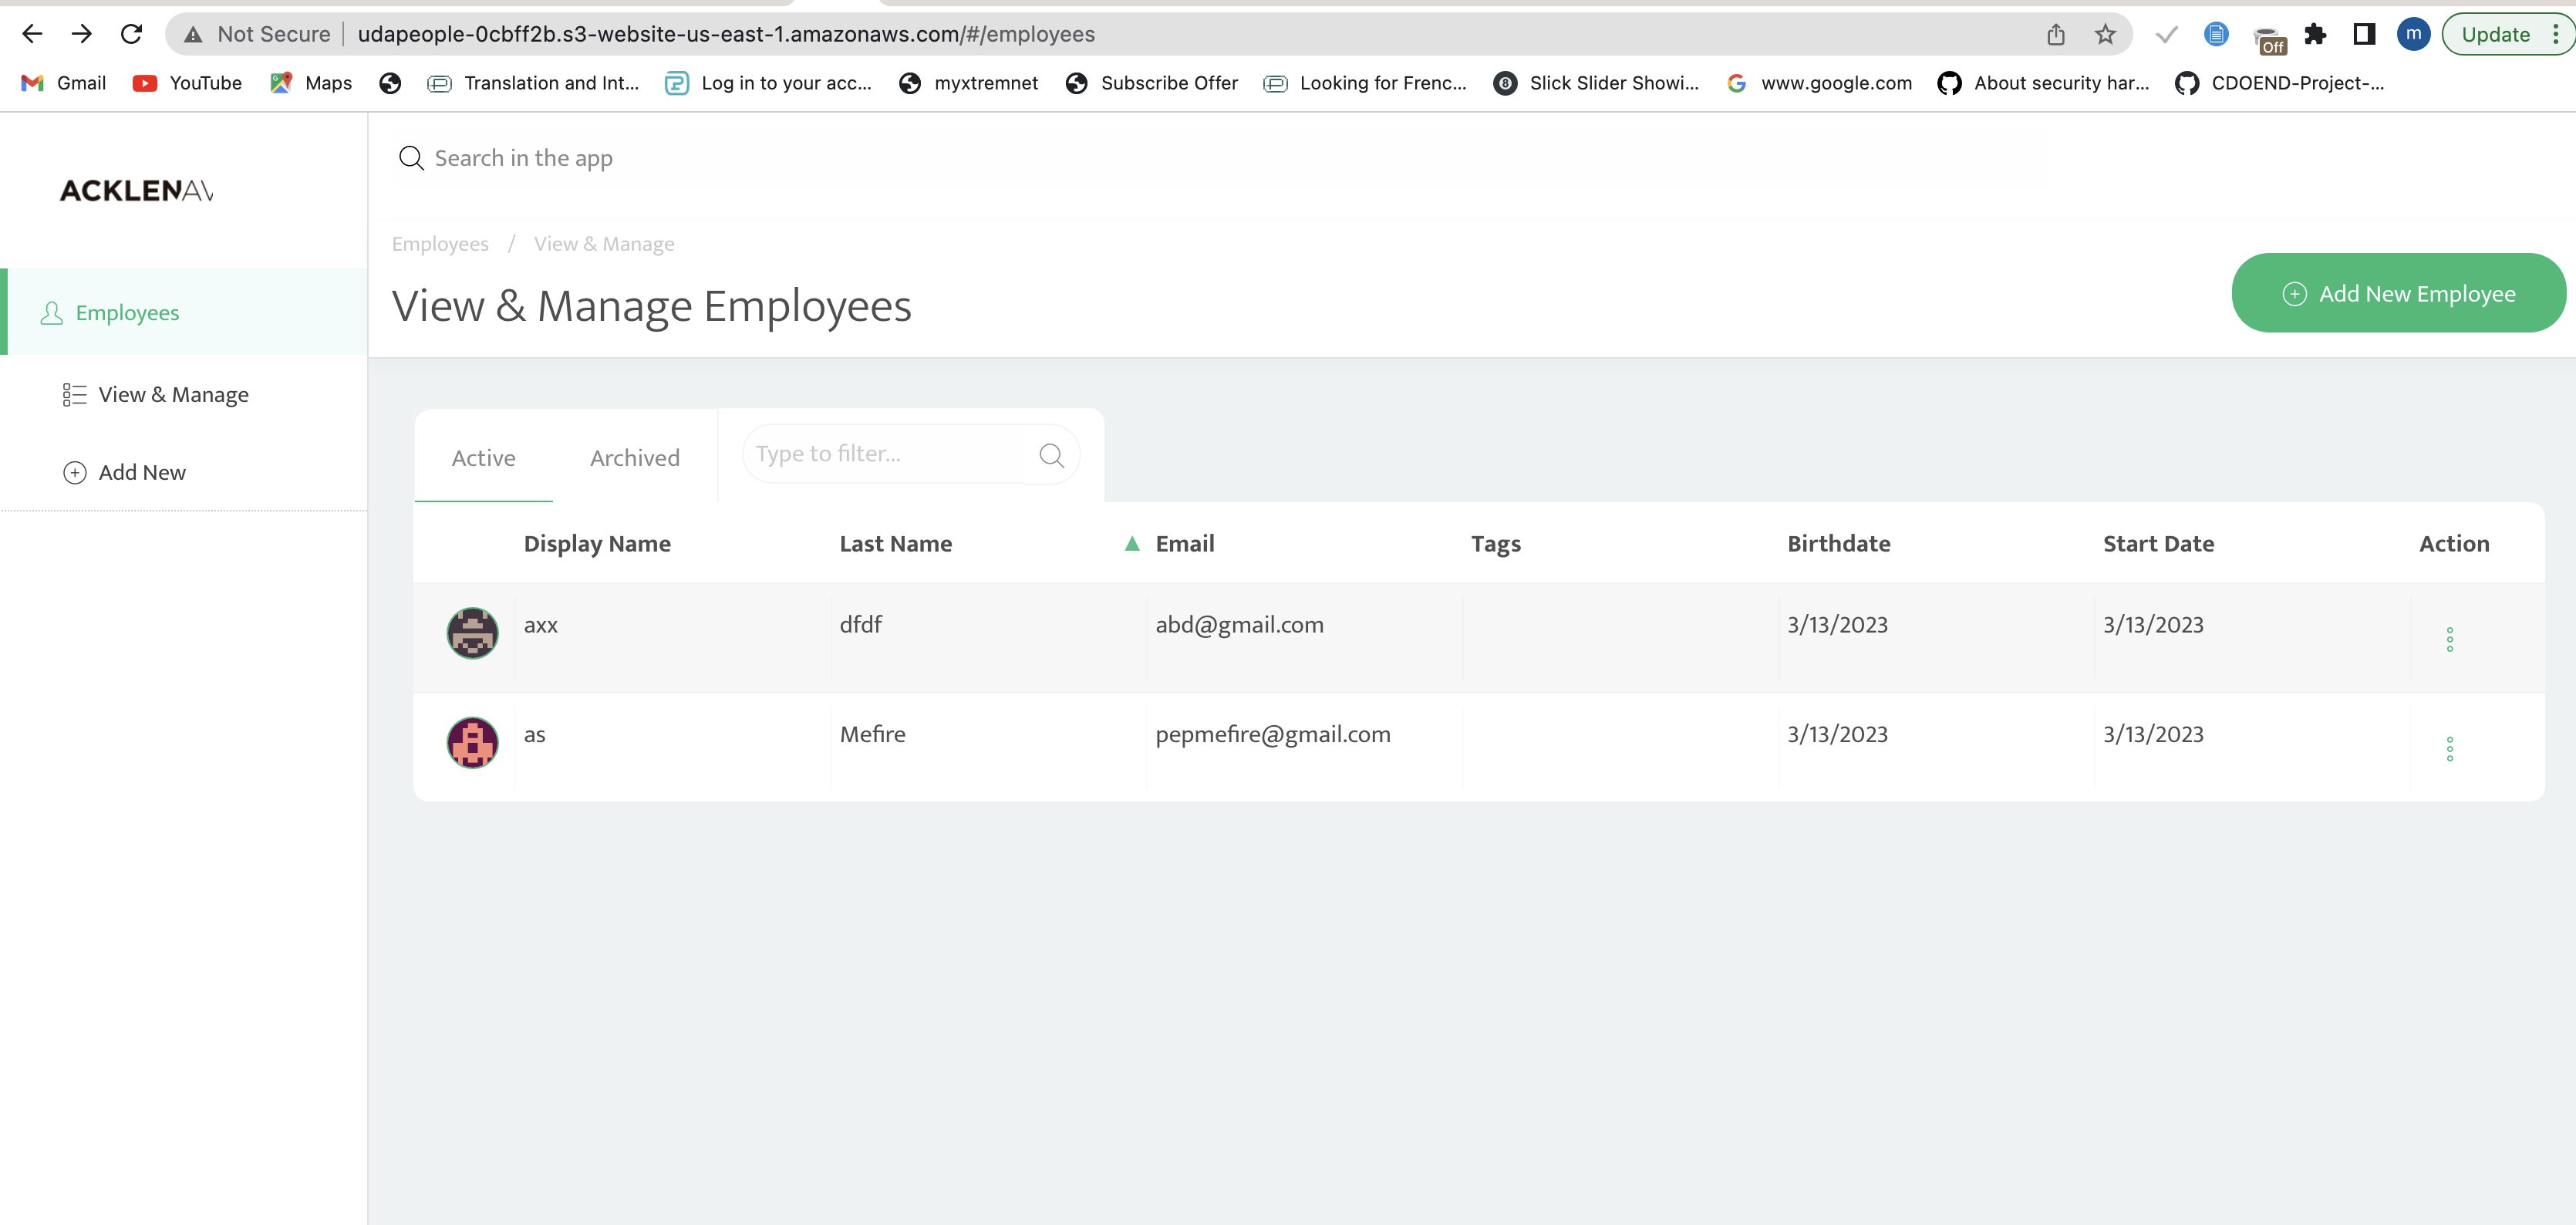 Not Secure udapeople-0cbff2b.s3-website-us-east-1.amazonaws.com/#/employees Off m Update
Gmail YouTube Maps Translation and Int... Log in to your acc... myxtremnet Subscribe Offer Looking for Frenc... Slick Slider Showi... www.google.com About security har... CDOEND-Project-...
ACKLENAV
Employees
View & Manage
Add New
Search in the app
Employees / View & Manage
View & Manage Employees
Add New Employee
Active Archived Type to filter...
Display Name Last Name ▲ Email Tags Birthdate Start Date Action
axx dfdf abd@gmail.com 3/13/2023 3/13/2023
as Mefire pepmefire@gmail.com 3/13/2023 3/13/2023